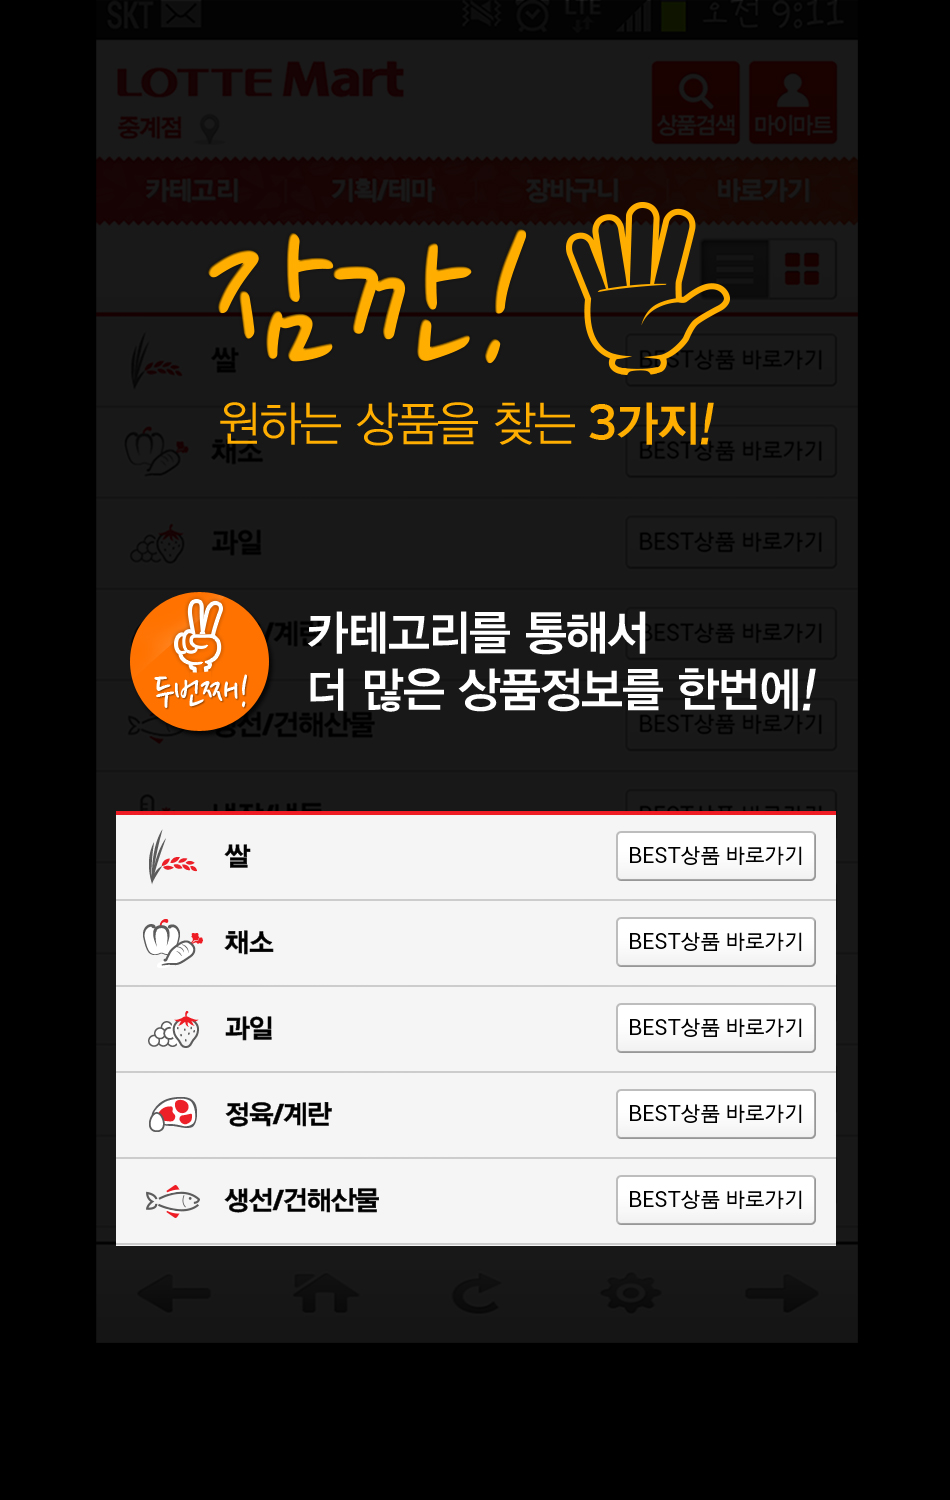 SKT LTE 오전 9:11
LOTTE Mart
중계점
상품검색 마이마트
카테고리 기획/테마 장바구니 바로가기
잠깐!
쌀 BEST상품 바로가기
원하는 상품을 찾는 3가지!
채소 BEST상품 바로가기
과일 BEST상품 바로가기
/계란 BEST상품 바로가기
두번째!
카테고리를 통해서
더 많은 상품정보를 한번에!
생선/건해산물 BEST상품 바로가기
쌀 BEST상품 바로가기
채소 BEST상품 바로가기
과일 BEST상품 바로가기
정육/계란 BEST상품 바로가기
생선/건해산물 BEST상품 바로가기